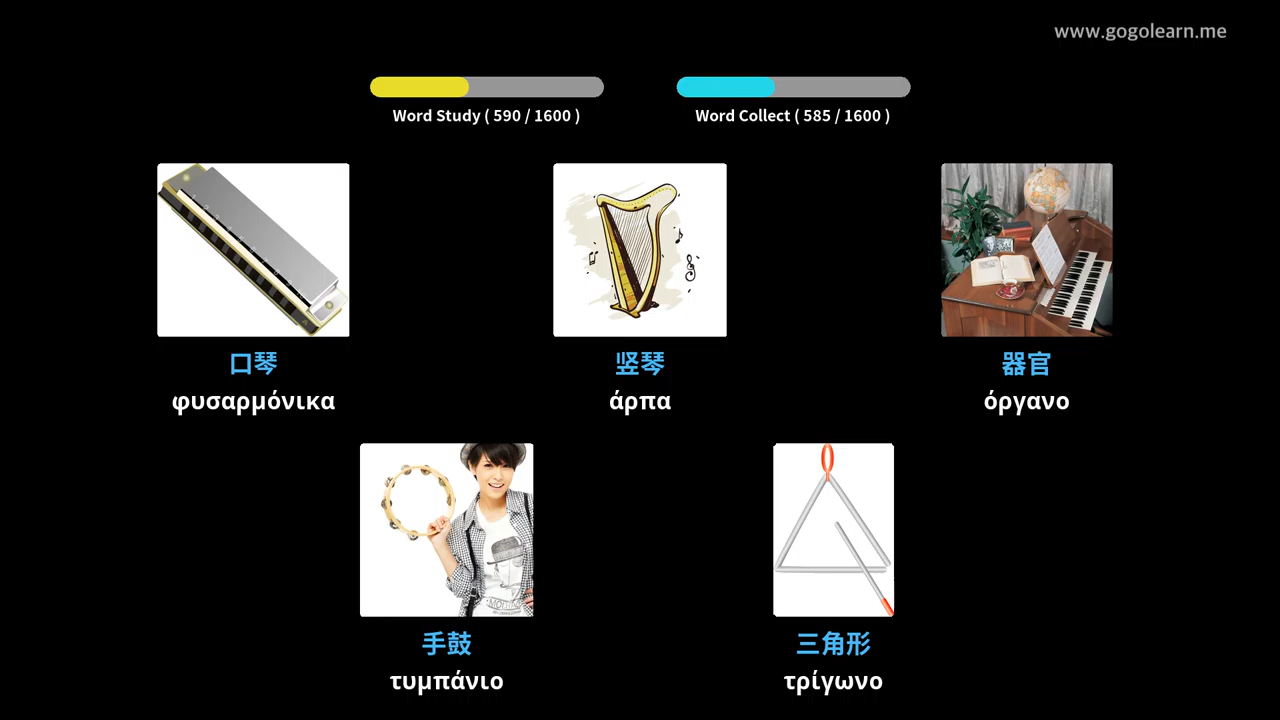 www.gogolearn.me
Word Study ( 590 / 1600 )
Word Collect ( 585 / 1600 )
口琴
φυσαρμόνικα
竖琴
άρπα
器官
όργανο
手鼓
τυμπάνιο
三角形
τρίγωνο